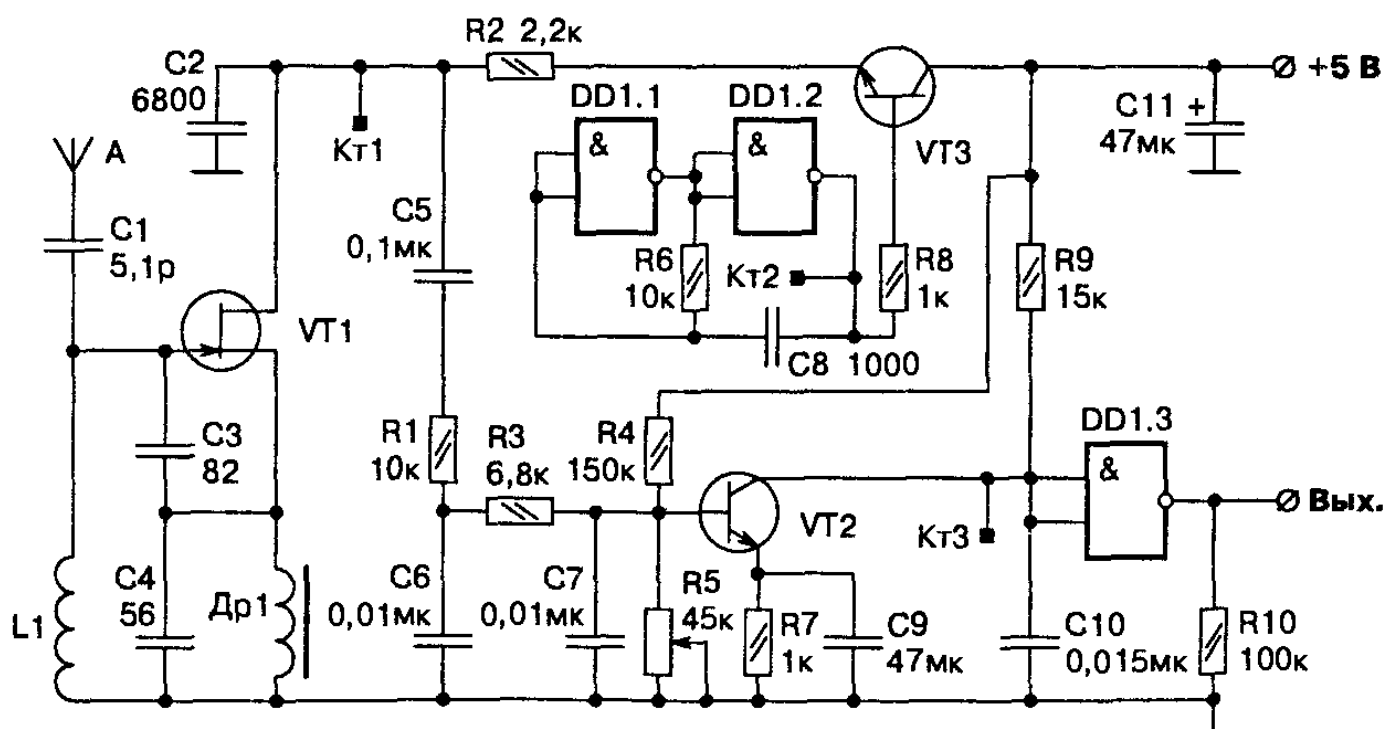 R2 2,2к
C2
6800
DD1.1
DD1.2
+5 В
&
&
C11 +
47мк
А
Кт1
VT3
C1
5,1р
C5
0,1мк
R6
10к
Кт2
R8
1к
R9
15к
VT1
C8 1000
C3
82
R1
10к
R3
6,8к
R4
150к
DD1.3
&
VT2
Кт3
Вых.
C4
56
Др1
L1
C6
0,01мк
C7
0,01мк
R5
45к
R7
1к
C9
47мк
C10
0,015мк
R10
100к